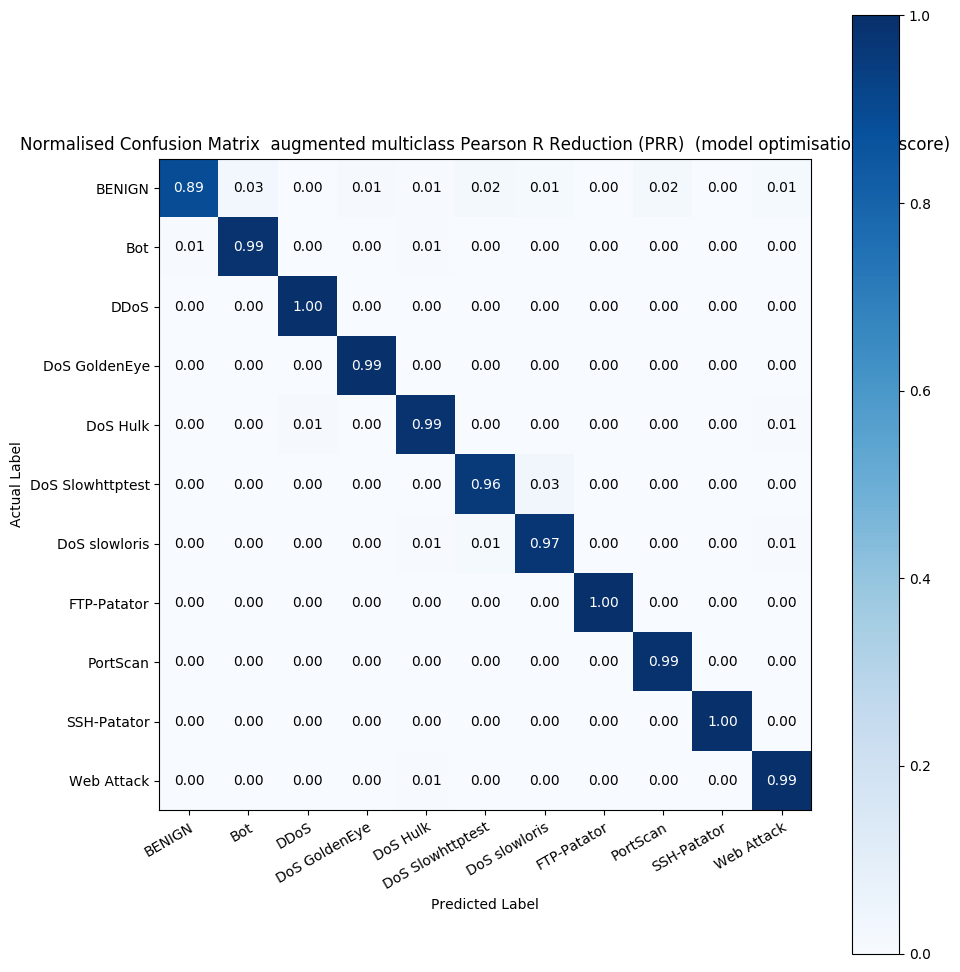 Normalised Confusion Matrix augmented multiclass Pearson R Reduction (PRR) (model optimisatio score)
Actual Label
BENIGN 0.89 0.03 0.00 0.01 0.01 0.02 0.01 0.00 0.02 0.00 0.01
Bot 0.01 0.99 0.00 0.00 0.01 0.00 0.00 0.00 0.00 0.00 0.00
DDoS 0.00 0.00 1.00 0.00 0.00 0.00 0.00 0.00 0.00 0.00 0.00
DoS GoldenEye 0.00 0.00 0.00 0.99 0.00 0.00 0.00 0.00 0.00 0.00 0.00
DoS Hulk 0.00 0.00 0.01 0.00 0.99 0.00 0.00 0.00 0.00 0.00 0.01
DoS Slowhttptest 0.00 0.00 0.00 0.00 0.00 0.96 0.03 0.00 0.00 0.00 0.00
DoS slowloris 0.00 0.00 0.00 0.00 0.01 0.01 0.97 0.00 0.00 0.00 0.01
FTP-Patator 0.00 0.00 0.00 0.00 0.00 0.00 0.00 1.00 0.00 0.00 0.00
PortScan 0.00 0.00 0.00 0.00 0.00 0.00 0.00 0.00 0.99 0.00 0.00
SSH-Patator 0.00 0.00 0.00 0.00 0.00 0.00 0.00 0.00 0.00 1.00 0.00
Web Attack 0.00 0.00 0.00 0.00 0.01 0.00 0.00 0.00 0.00 0.00 0.99
BENIGN Bot DDoS DoS GoldenEye DoS Hulk DoS Slowhttptest DoS slowloris FTP-Patator PortScan SSH-Patator Web Attack
Predicted Label
1.0
0.8
0.6
0.4
0.2
0.0